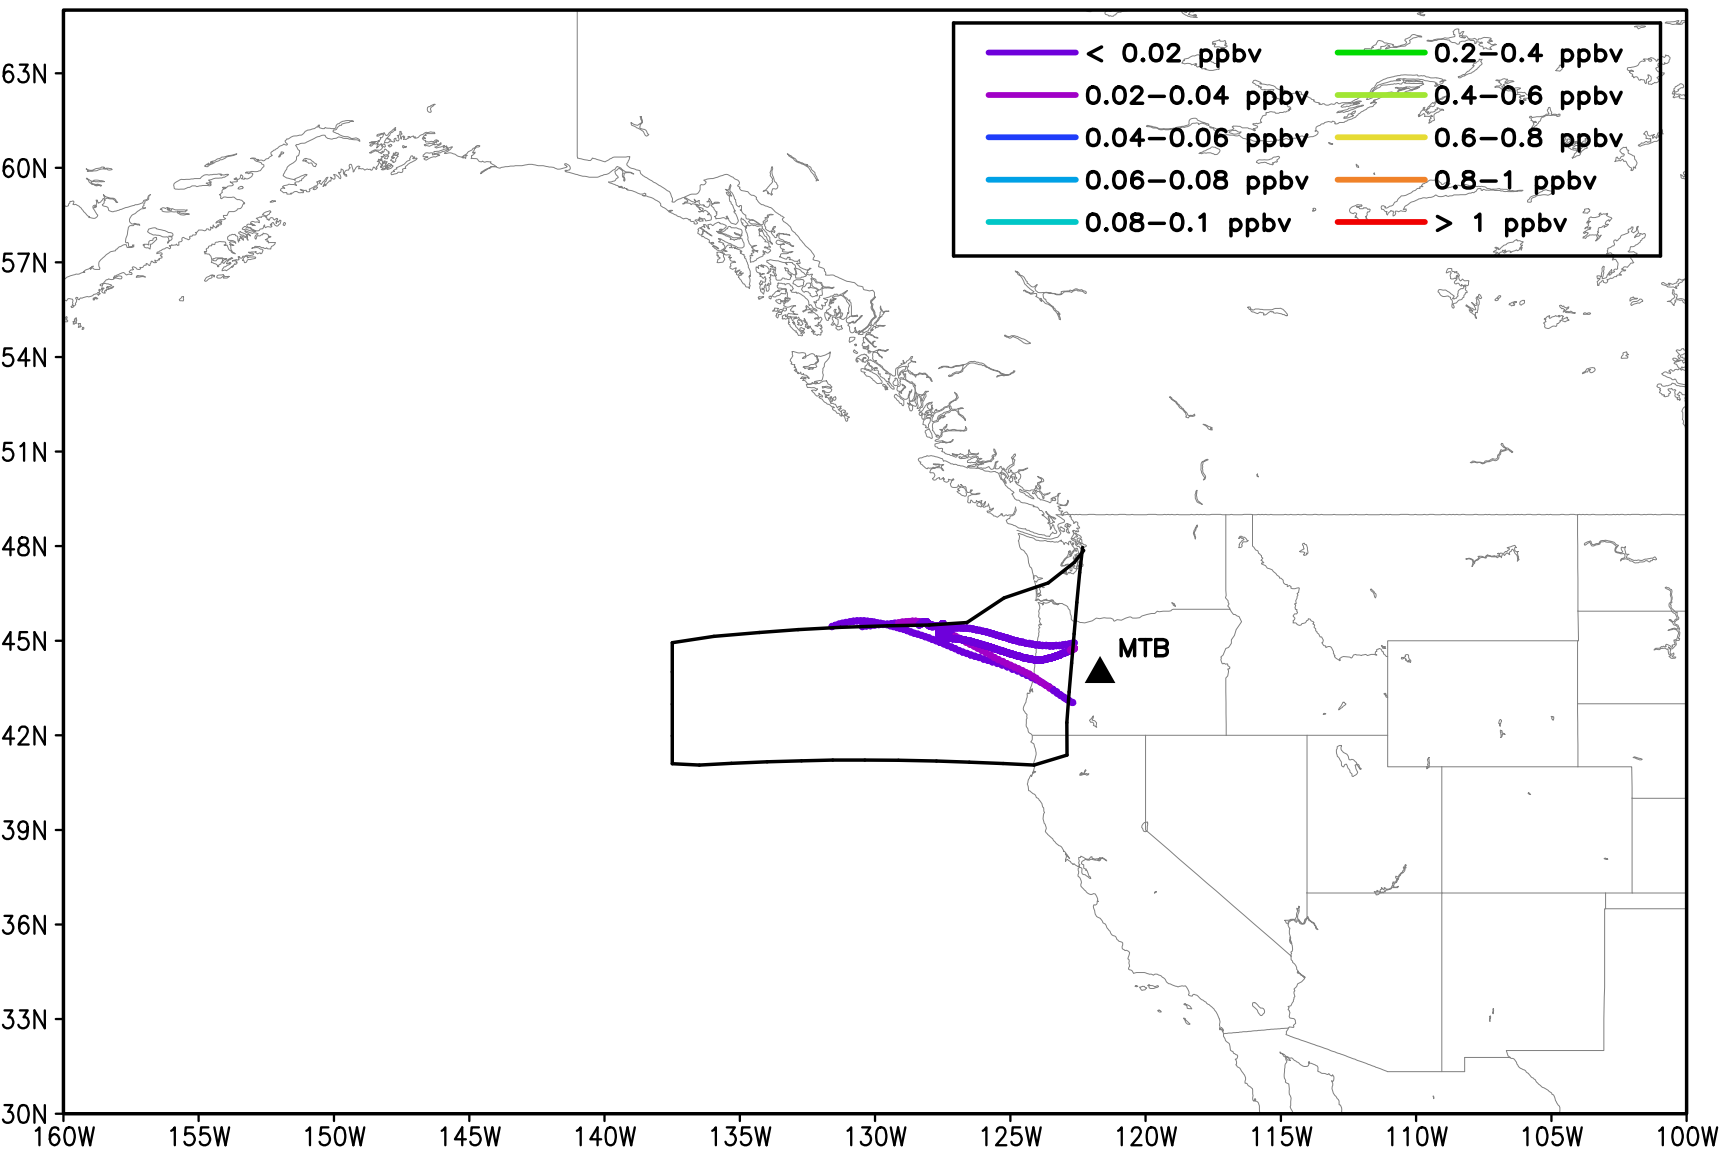 63N
60N
57N
54N
51N
48N
45N
42N
39N
36N
33N
30N
< 0.02 ppbv
0.02−0.04 ppbv
0.04−0.06 ppbv
0.06−0.08 ppbv
0.08−0.1 ppbv
0.2−0.4 ppbv
0.4−0.6 ppbv
0.6−0.8 ppbv
0.8−1 ppbv
> 1 ppbv
MTB
160W 155W 150W 145W 140W 135W 130W 125W 120W 115W 110W 105W 100W